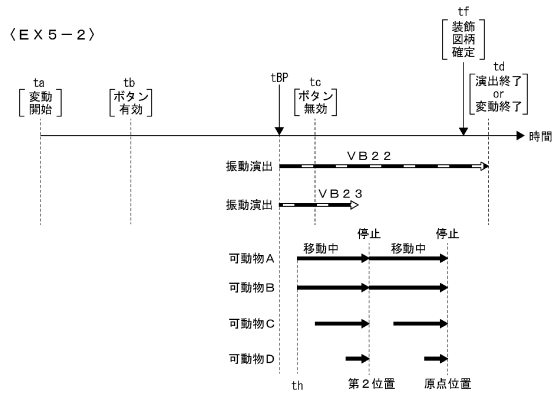 〈ＥＸ５－２〉
tf
装飾
図柄
確定
ta
変動
開始
tb
ボタン
有効
tBP
tc
ボタン
無効
td
演出終了
or
変動終了
時間
振動演出
ＶＢ２２
振動演出
ＶＢ２３
停止
停止
移動中
移動中
可動物A
可動物B
可動物C
可動物D
th
第２位置
原点位置